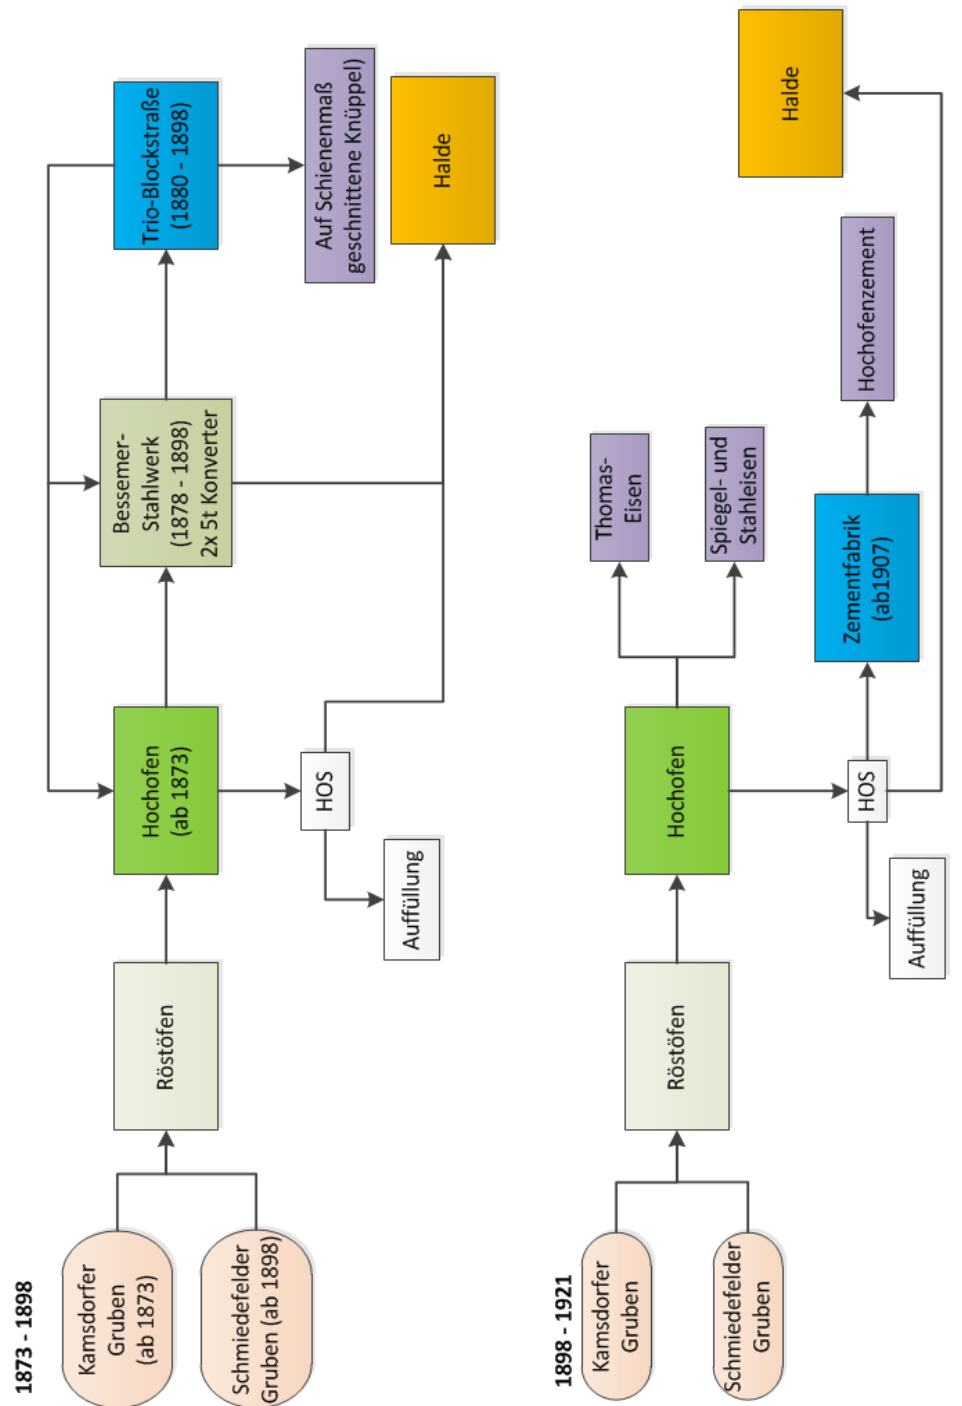 1873 - 1898
Kamsdorfer
Gruben
(ab 1873)
Schmiedefelder
Gruben (ab 1898)
Röstöfen
Hochofen
(ab 1873)
HOS
Auffüllung
Bessemer-
Stahlwerk
(1878 - 1898)
2x 5t Konverter
Trio-Blockstraße
(1880 - 1898)
Auf Schienenmaß
geschnittene Knüppel)
Halde
1898 - 1921
Kamsdorfer
Gruben
Schmiedefelder
Gruben
Röstöfen
Hochofen
HOS
Auffüllung
Thomas-
Eisen
Spiegel- und
Stahleisen
Zementfabrik
(ab1907)
Hochofenzement
Halde